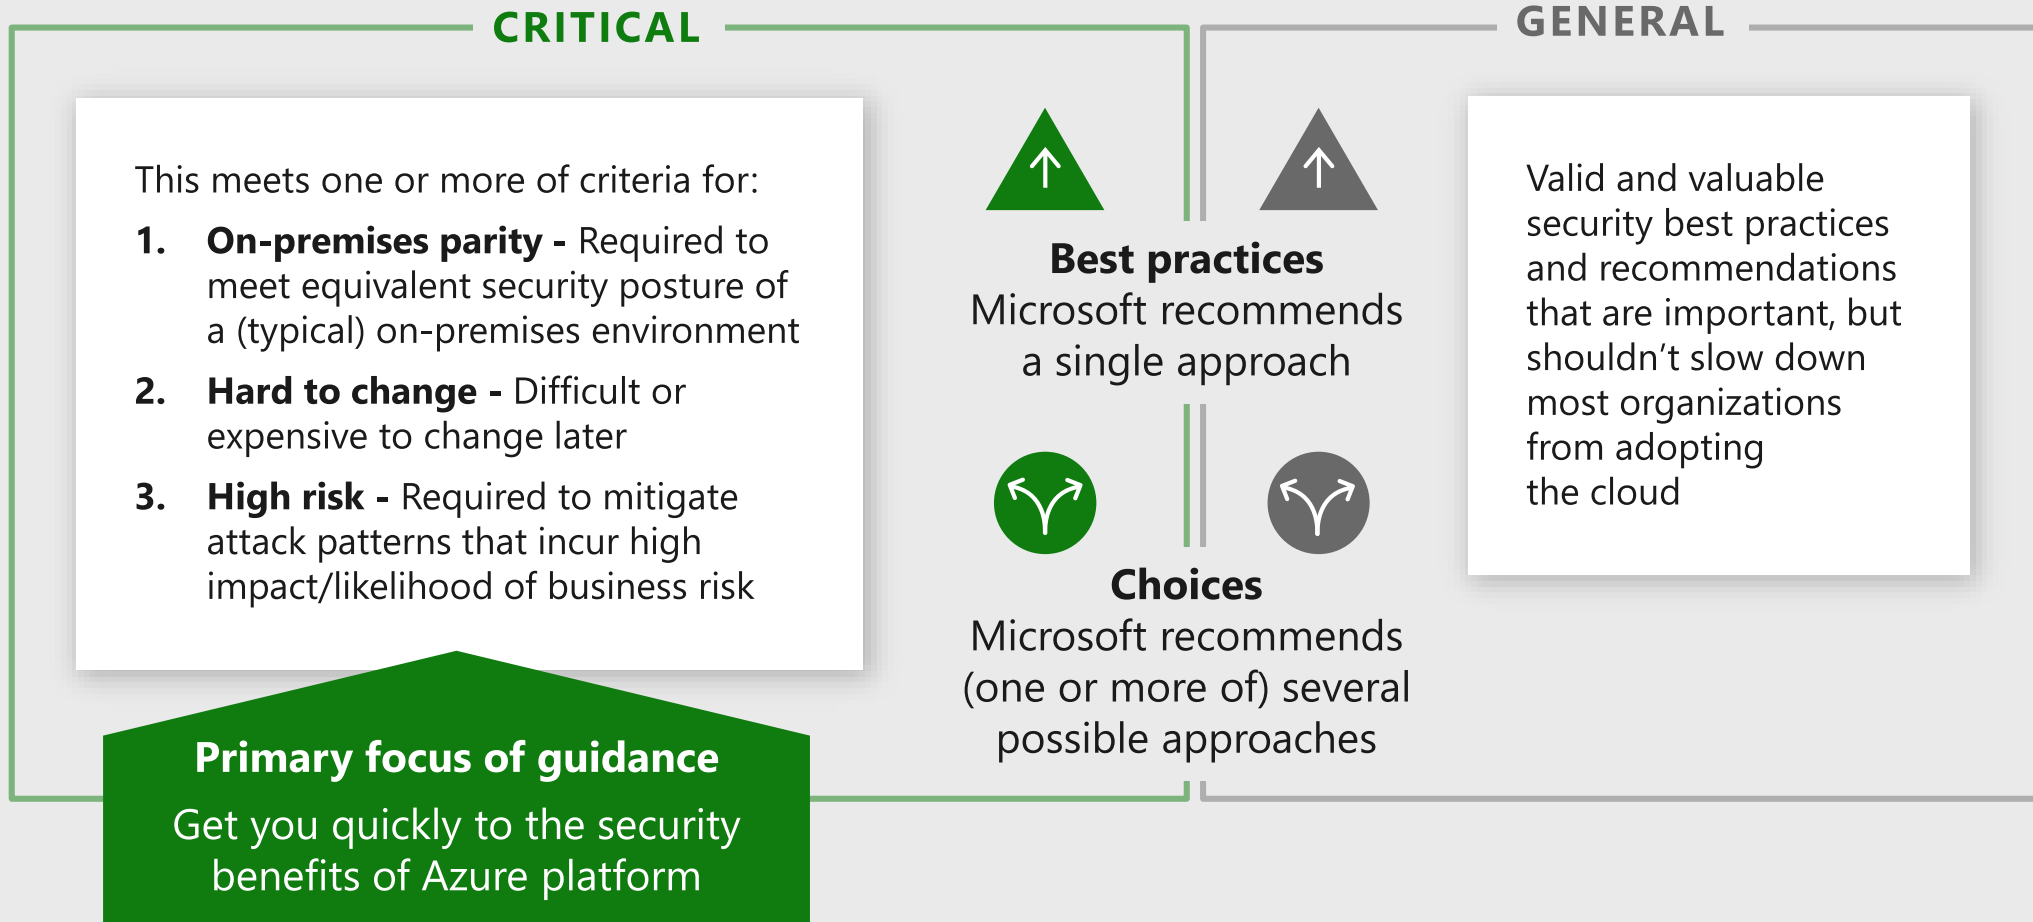 CRITICAL
This meets one or more of criteria for:
1. On-premises parity - Required to
meet equivalent security posture of
a (typical) on-premises environment
2. Hard to change - Difficult or
expensive to change later
3. High risk - Required to mitigate
attack patterns that incur high
impact/likelihood of business risk
Primary focus of guidance
Get you quickly to the security
benefits of Azure platform
Best practices
Microsoft recommends
a single approach
Choices
Microsoft recommends
(one or more of) several
possible approaches
GENERAL
Valid and valuable
security best practices
and recommendations
that are important, but
shouldn’t slow down
most organizations
from adopting
the cloud